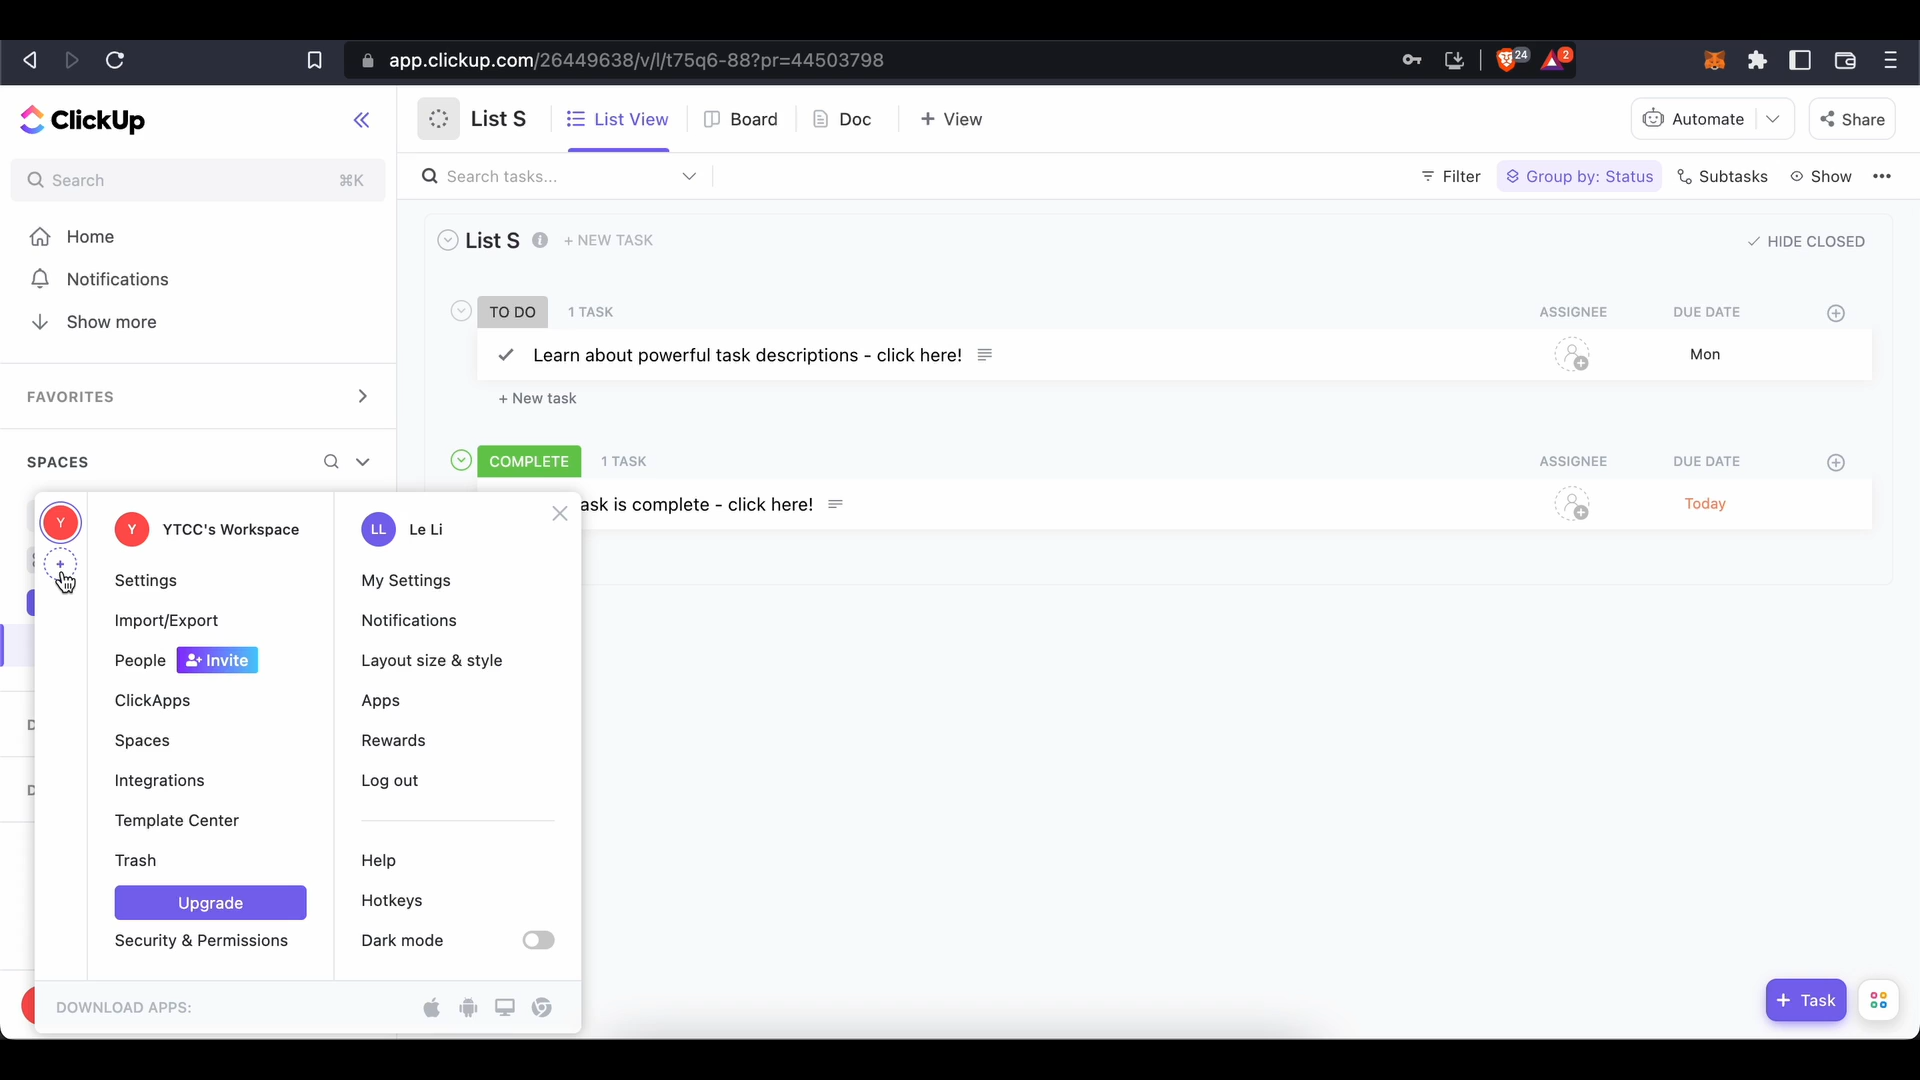 app.clickup.com/26449638/v/l/t75q6-88?pr=44503798
24
2
ClickUp
List S
List View
Board
Doc
+ View
Automate
Share
Search
⌘K
Search tasks...
Filter
Group by: Status
Subtasks
Show
Home
Notifications
Show more
List S
+ NEW TASK
HIDE CLOSED
TO DO
1 TASK
ASSIGNEE
DUE DATE
Learn about powerful task descriptions - click here!
Mon
+ New task
FAVORITES
SPACES
COMPLETE
1 TASK
ASSIGNEE
DUE DATE
ask is complete - click here!
Today
Y
Y
YTCC's Workspace
Settings
Import/Export
People
Invite
ClickApps
Spaces
Integrations
Template Center
Trash
Upgrade
Security & Permissions
LL
Le Li
My Settings
Notifications
Layout size & style
Apps
Rewards
Log out
Help
Hotkeys
Dark mode
DOWNLOAD APPS:
+ Task